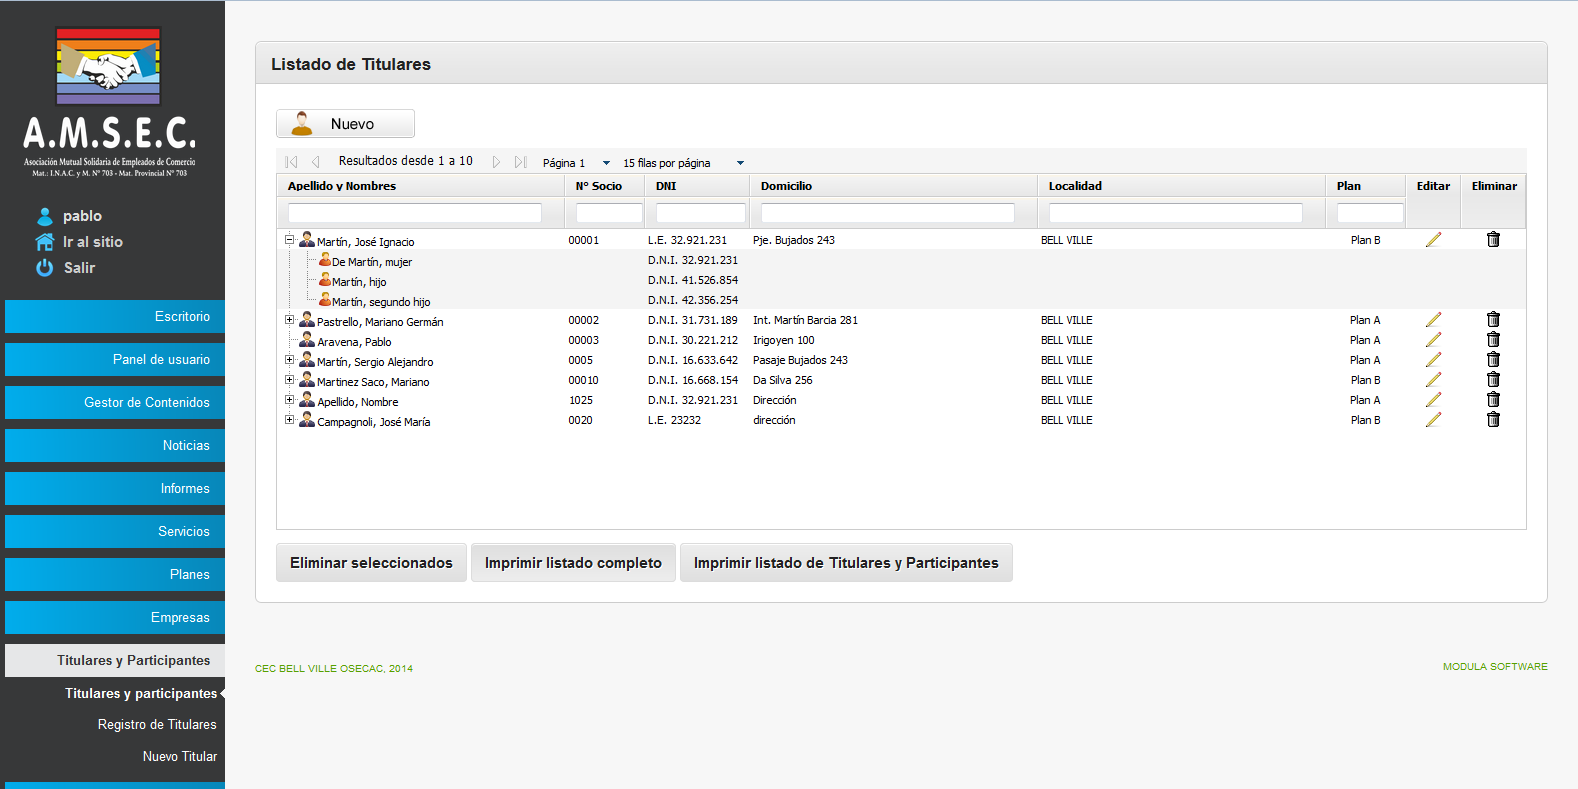 A.M.S.E.C.
Asociación Mutual Solidaria de Empleados de Comercio
Mat.: I.N.A.C. y M. Nº 703 - Mat. Provincial Nº 703
pablo
Ir al sitio
Salir
Escritorio
Panel de usuario
Gestor de Contenidos
Noticias
Informes
Servicios
Planes
Empresas
Titulares y Participantes
Titulares y participantes
Registro de Titulares
Nuevo Titular
Listado de Titulares
Nuevo
Resultados desde 1 a 10 Página 1 15 filas por página
Apellido y Nombres N° Socio DNI Domicilio Localidad Plan Editar Eliminar
Martín, José Ignacio 00001 L.E. 32.921.231 Pje. Bujados 243 BELL VILLE Plan B
De Martín, mujer D.N.I. 32.921.231
Martín, hijo D.N.I. 41.526.854
Martín, segundo hijo D.N.I. 42.356.254
Pastrello, Mariano Germán 00002 D.N.I. 31.731.189 Int. Martín Barcia 281 BELL VILLE Plan A
Aravena, Pablo 00003 D.N.I. 30.221.212 Irigoyen 100 BELL VILLE Plan A
Martín, Sergio Alejandro 0005 D.N.I. 16.633.642 Pasaje Bujados 243 BELL VILLE Plan A
Martinez Saco, Mariano 00010 D.N.I. 16.668.154 Da Silva 256 BELL VILLE Plan B
Apellido, Nombre 1025 D.N.I. 32.921.231 Dirección BELL VILLE Plan A
Campagnoli, José María 0020 L.E. 23232 dirección BELL VILLE Plan B
Eliminar seleccionados Imprimir listado completo Imprimir listado de Titulares y Participantes
CEC BELL VILLE OSECAC, 2014
MODULA SOFTWARE